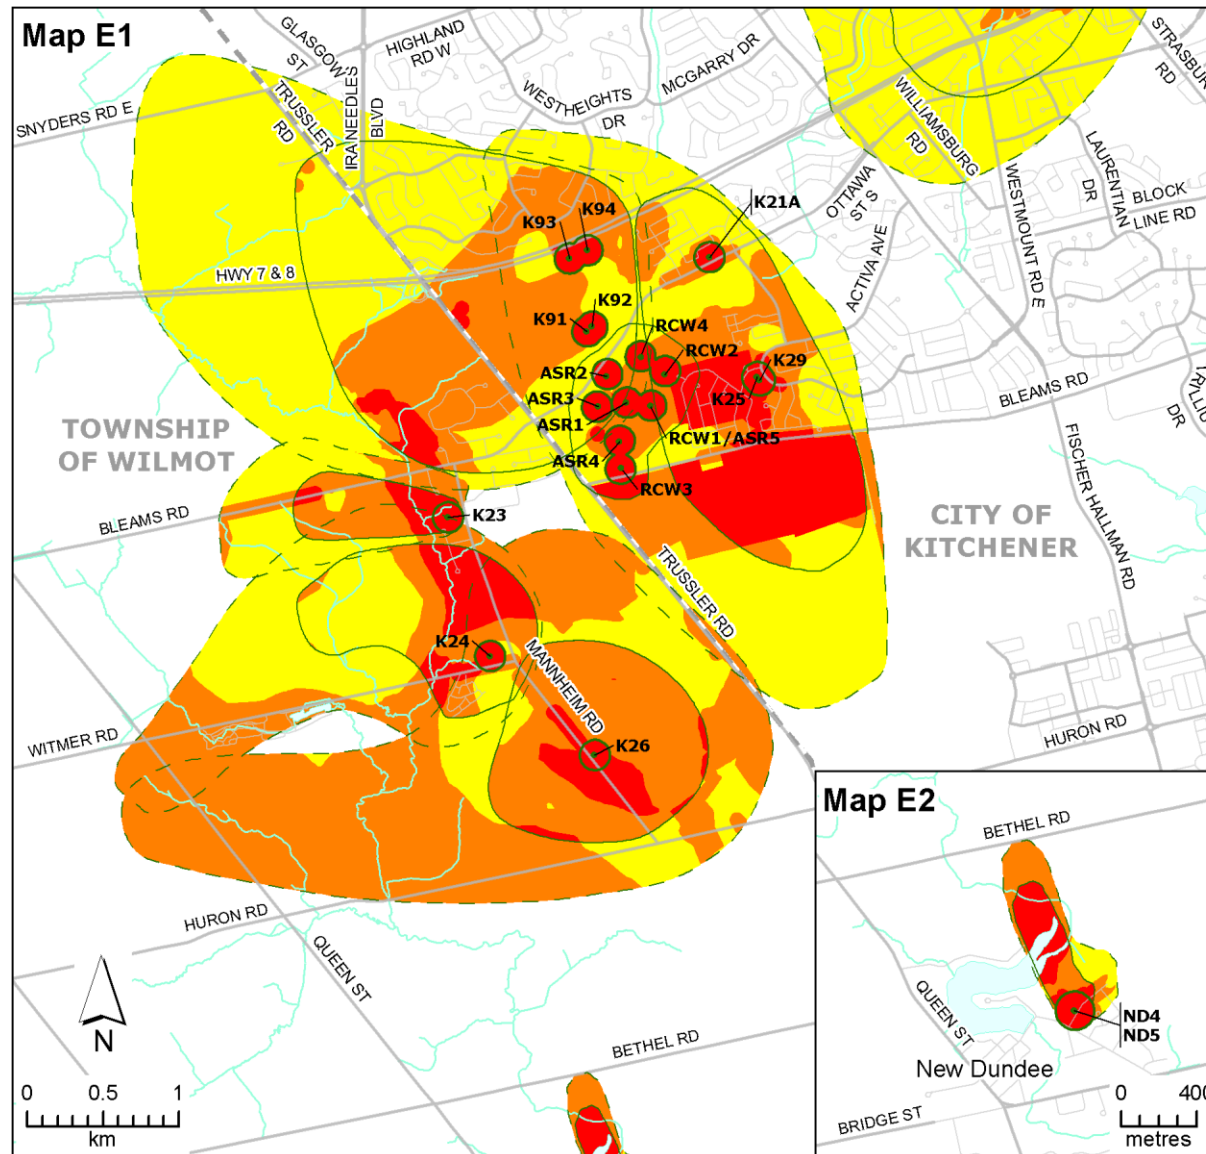 Map E1
GLASGOW
ST
HIGHLAND
RD W
IRA NEEDLES
BLVD
TRUSSLER
RD
SNYDERS RD E
WESTHEIGHTS
DR
MCGARRY DR
STRASBURG
RD
WILLIAMSBURG
RD
LAURENTIAN
DR
BLOCK
LINE RD
WESTMOUNT RD E
OTTAWA
ST S
ACTIVA AVE
K21A
K94
K93
HWY 7 & 8
K92
K91
RCW4
RCW2
ASR2
K29
K25
BLEAMS RD
ASR3
ASR1
RCW1/ASR5
ASR4
RCW3
DR
TOWNSHIP
OF WILMOT
CITY OF
KITCHENER
FISCHER HALLMAN RD
BLEAMS RD
K23
TRUSSLER RD
K24
MANNHEIM RD
WITMER RD
K26
HURON RD
HURON RD
QUEEN ST
N
0 0.5 1
km
BETHEL RD
Map E2
BETHEL RD
QUEEN ST
ND4
ND5
New Dundee
BRIDGE ST
0 400
metres